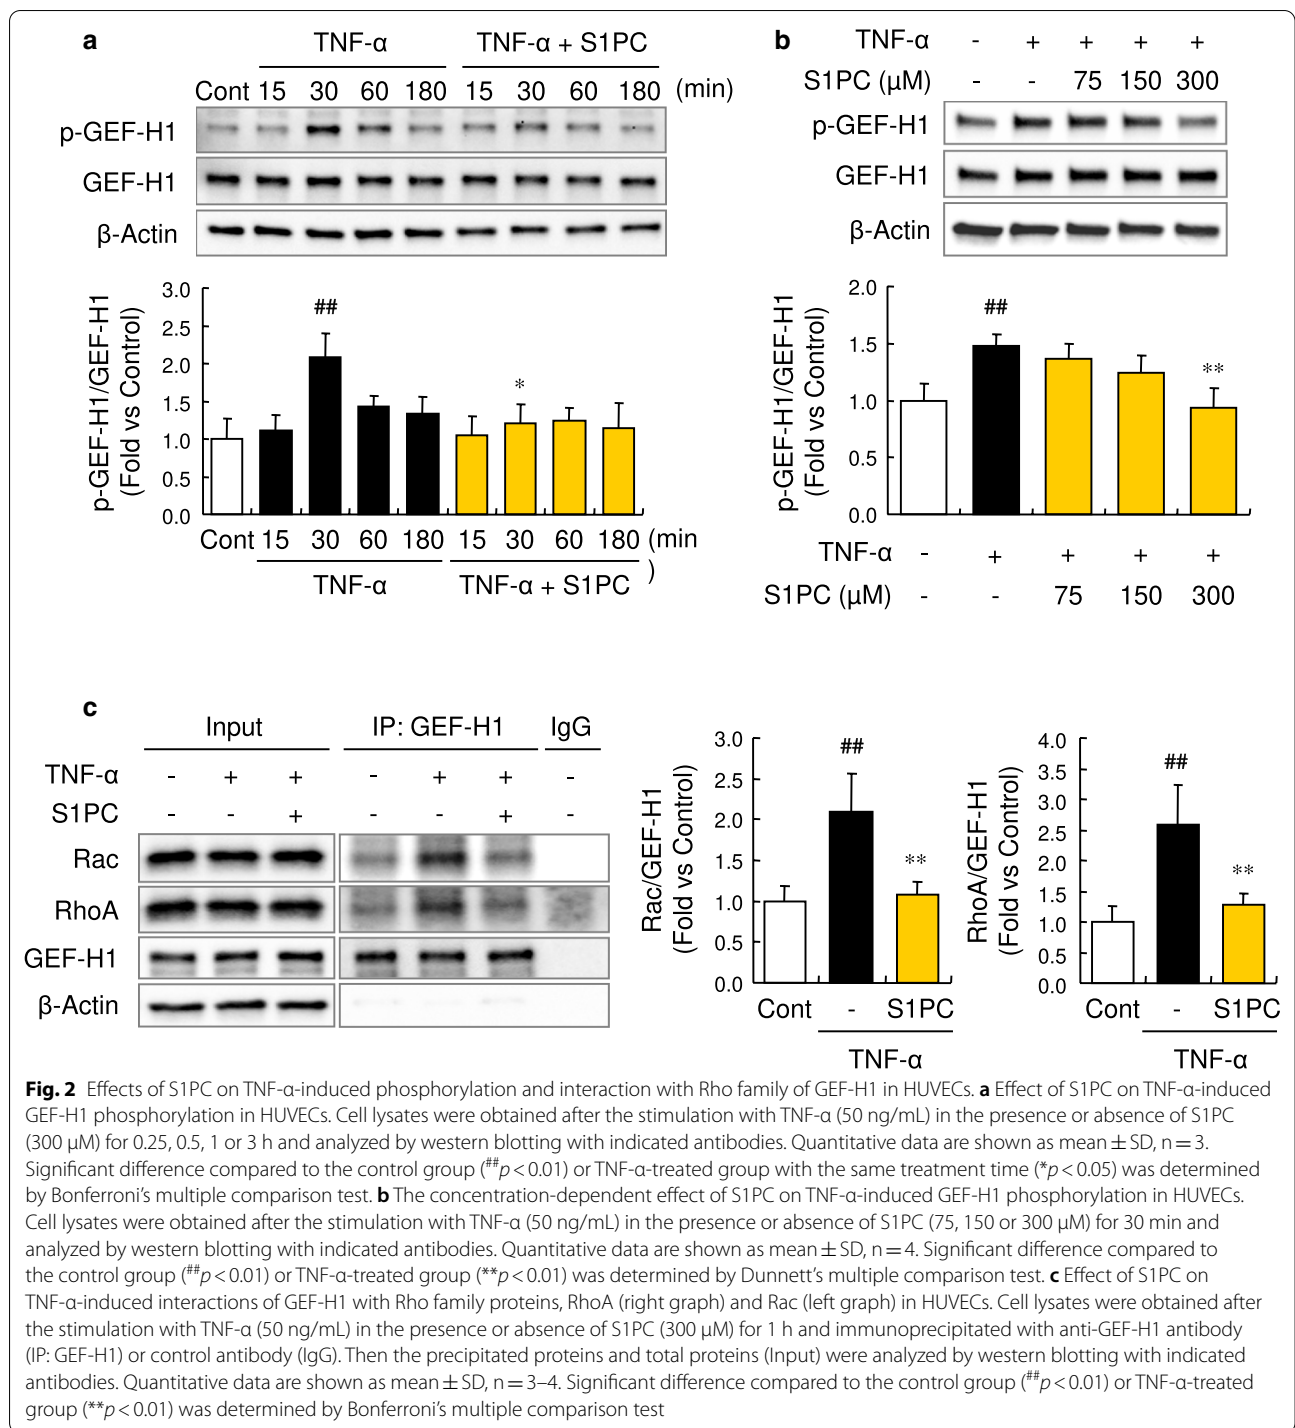 a
TNF-α TNF-α + S1PC
Cont 15 30 60 180 15 30 60 180 (min)
p-GEF-H1
GEF-H1
β-Actin
p-GEF-H1/GEF-H1
(Fold vs Control)
3.0
2.5
2.0
1.5
1.0
0.5
0.0
##
*
Cont 15 30 60 180 15 30 60 180 (min
)
TNF-α TNF-α + S1PC
b
TNF-α - + + + +
S1PC (μM) - - 75 150 300
p-GEF-H1
GEF-H1
β-Actin
p-GEF-H1/GEF-H1
(Fold vs Control)
2.0
1.5
1.0
0.5
0.0
##
**
TNF-α - + + + +
S1PC (μM) - - 75 150 300
c
Input IP: GEF-H1 IgG
TNF-α - + + - + + -
S1PC - - + - - + -
Rac
RhoA
GEF-H1
β-Actin
Rac/GEF-H1
(Fold vs Control)
3.0
2.5
2.0
1.5
1.0
0.5
0.0
##
**
Cont - S1PC
TNF-α
RhoA/GEF-H1
(Fold vs Control)
4.0
3.5
3.0
2.5
2.0
1.5
1.0
0.5
0.0
##
**
Cont - S1PC
TNF-α
Fig. 2 Effects of S1PC on TNF-α-induced phosphorylation and interaction with Rho family of GEF-H1 in HUVECs. a Effect of S1PC on TNF-α-induced
GEF-H1 phosphorylation in HUVECs. Cell lysates were obtained after the stimulation with TNF-α (50 ng/mL) in the presence or absence of S1PC
(300 μM) for 0.25, 0.5, 1 or 3 h and analyzed by western blotting with indicated antibodies. Quantitative data are shown as mean ± SD, n = 3.
Significant difference compared to the control group (##p < 0.01) or TNF-α-treated group with the same treatment time (*p < 0.05) was determined
by Bonferroni's multiple comparison test. b The concentration-dependent effect of S1PC on TNF-α-induced GEF-H1 phosphorylation in HUVECs.
Cell lysates were obtained after the stimulation with TNF-α (50 ng/mL) in the presence or absence of S1PC (75, 150 or 300 μM) for 30 min and
analyzed by western blotting with indicated antibodies. Quantitative data are shown as mean ± SD, n = 4. Significant difference compared to
the control group (##p < 0.01) or TNF-α-treated group (**p < 0.01) was determined by Dunnett's multiple comparison test. c Effect of S1PC on
TNF-α-induced interactions of GEF-H1 with Rho family proteins, RhoA (right graph) and Rac (left graph) in HUVECs. Cell lysates were obtained after
the stimulation with TNF-α (50 ng/mL) in the presence or absence of S1PC (300 μM) for 1 h and immunoprecipitated with anti-GEF-H1 antibody
(IP: GEF-H1) or control antibody (IgG). Then the precipitated proteins and total proteins (Input) were analyzed by western blotting with indicated
antibodies. Quantitative data are shown as mean ± SD, n = 3–4. Significant difference compared to the control group (##p < 0.01) or TNF-α-treated
group (**p < 0.01) was determined by Bonferroni's multiple comparison test